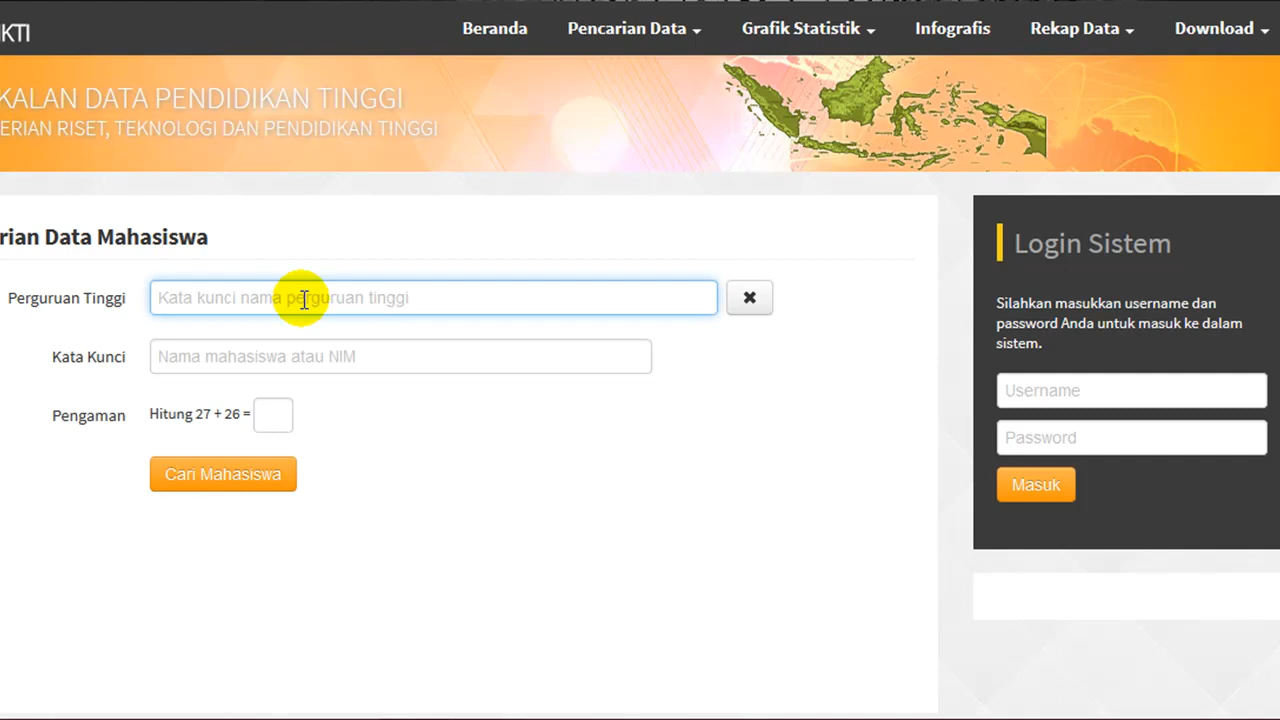 KTI
Beranda
Pencarian Data
Grafik Statistik
Infografis
Rekap Data
Download
KALAN DATA PENDIDIKAN TINGGI
ERIAN RISET, TEKNOLOGI DAN PENDIDIKAN TINGGI
rian Data Mahasiswa
Perguruan Tinggi
Kata kunci nama perguruan tinggi
Kata Kunci
Nama mahasiswa atau NIM
Pengaman
Hitung 27 + 26 =
Cari Mahasiswa
Login Sistem
Silahkan masukkan username dan
password Anda untuk masuk ke dalam
sistem.
Username
Password
Masuk